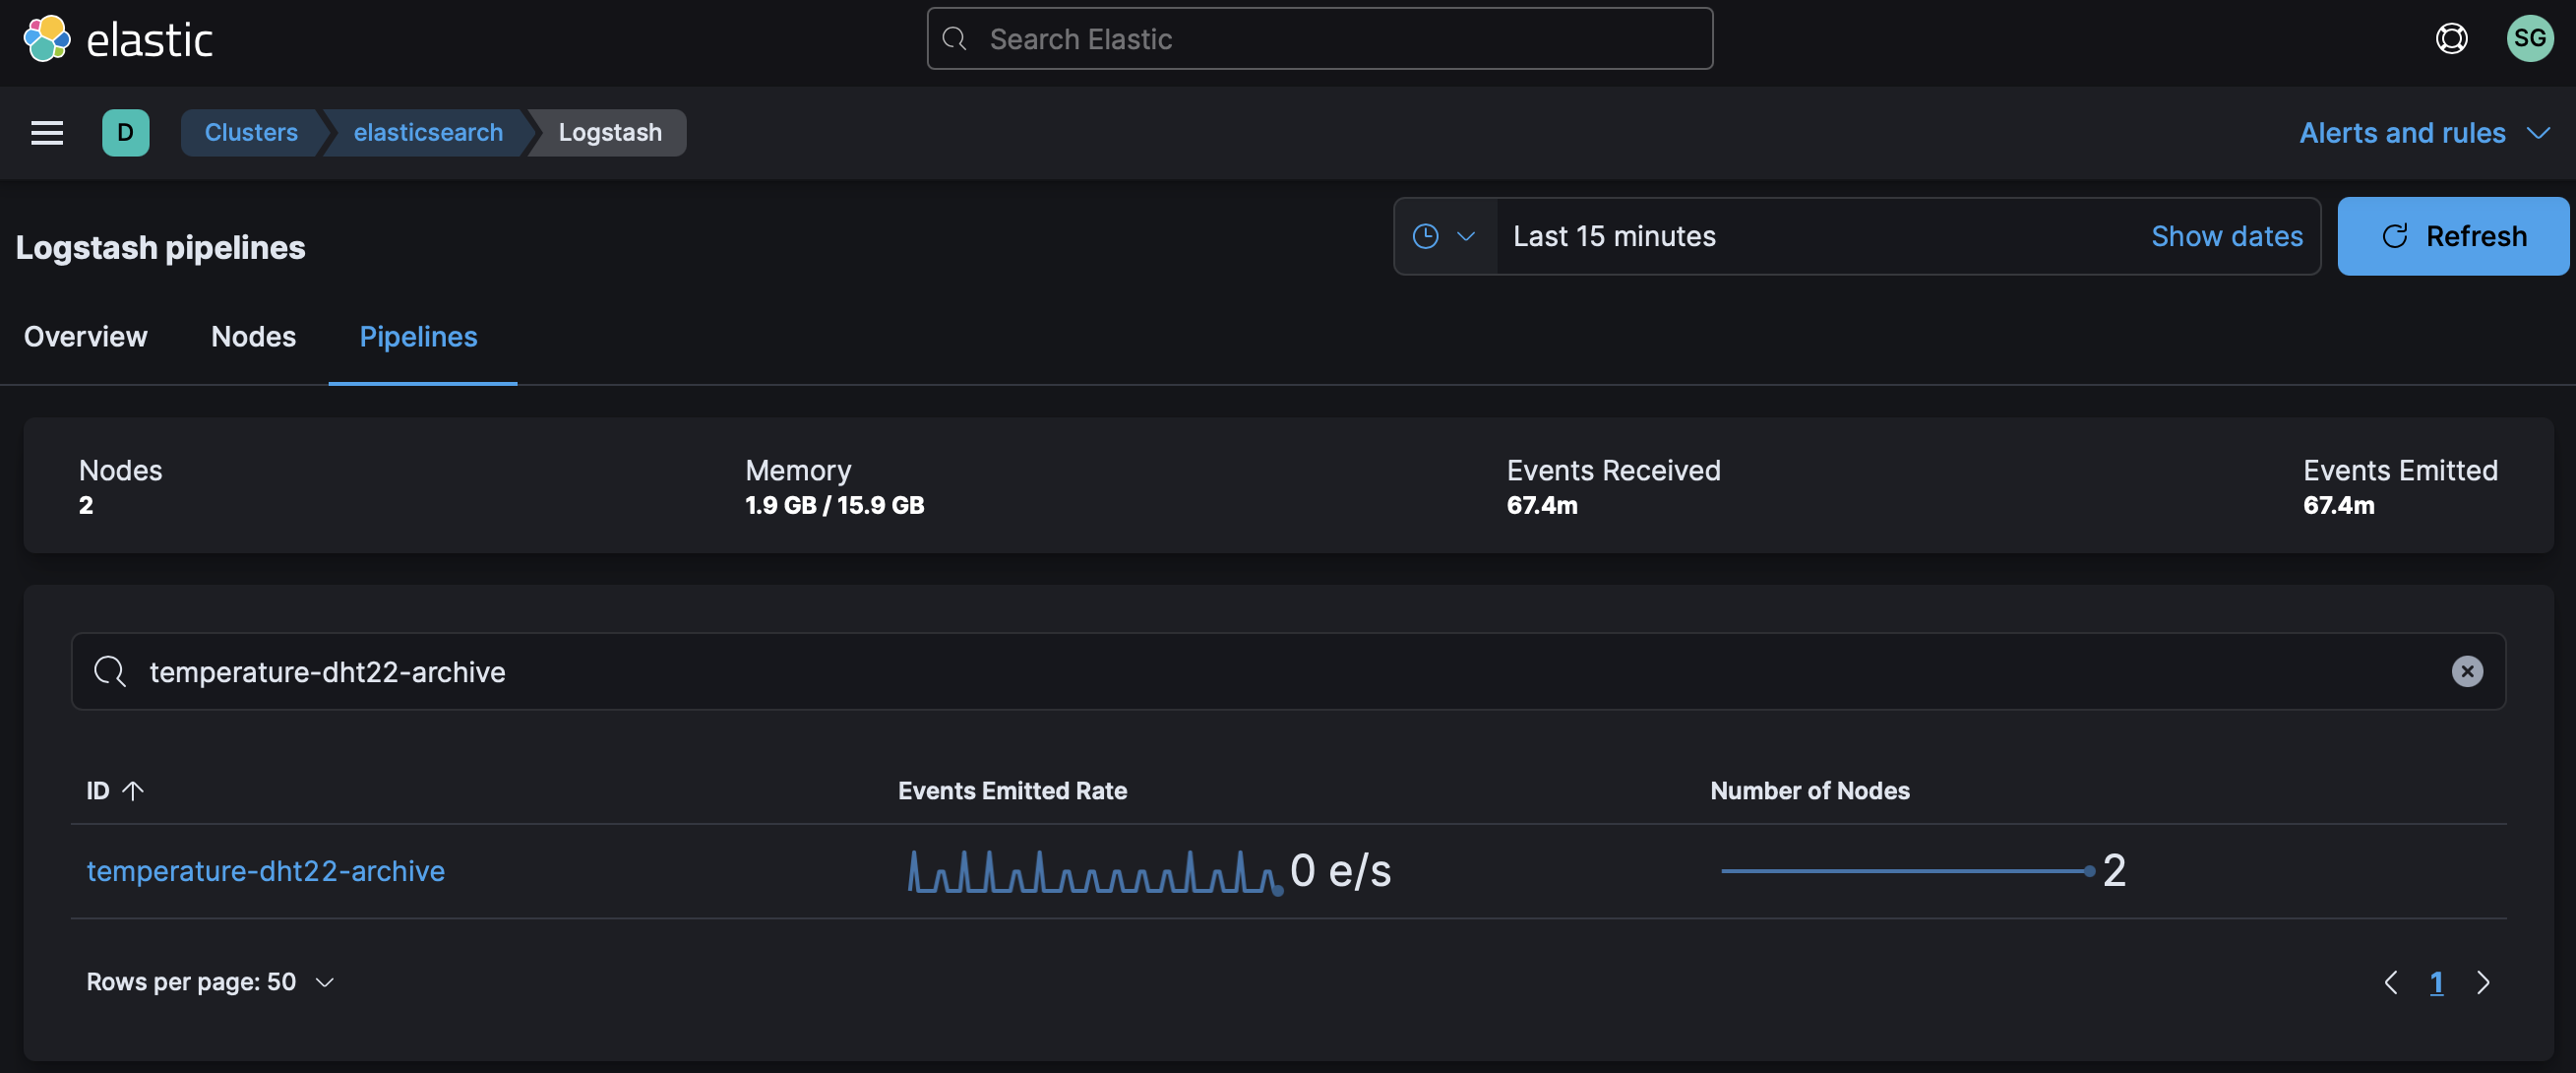 elastic
Search Elastic
SG
D
Clusters
elasticsearch
Logstash
Alerts and rules
Logstash pipelines
Last 15 minutes
Show dates
Refresh
Overview
Nodes
Pipelines
Nodes
2
Memory
1.9 GB / 15.9 GB
Events Received
67.4m
Events Emitted
67.4m
temperature-dht22-archive
ID
Events Emitted Rate
Number of Nodes
temperature-dht22-archive
0 e/s
2
Rows per page: 50
1